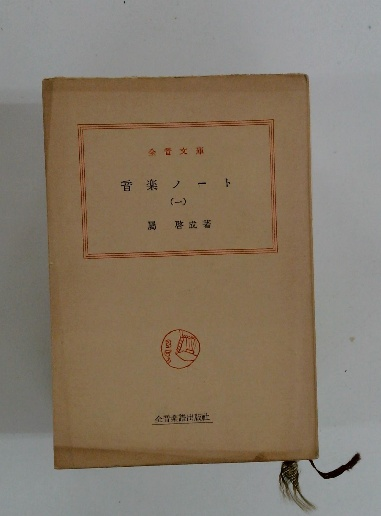 全音文庫
音楽ノート
(一)
属 啓成著
全音楽譜出版社